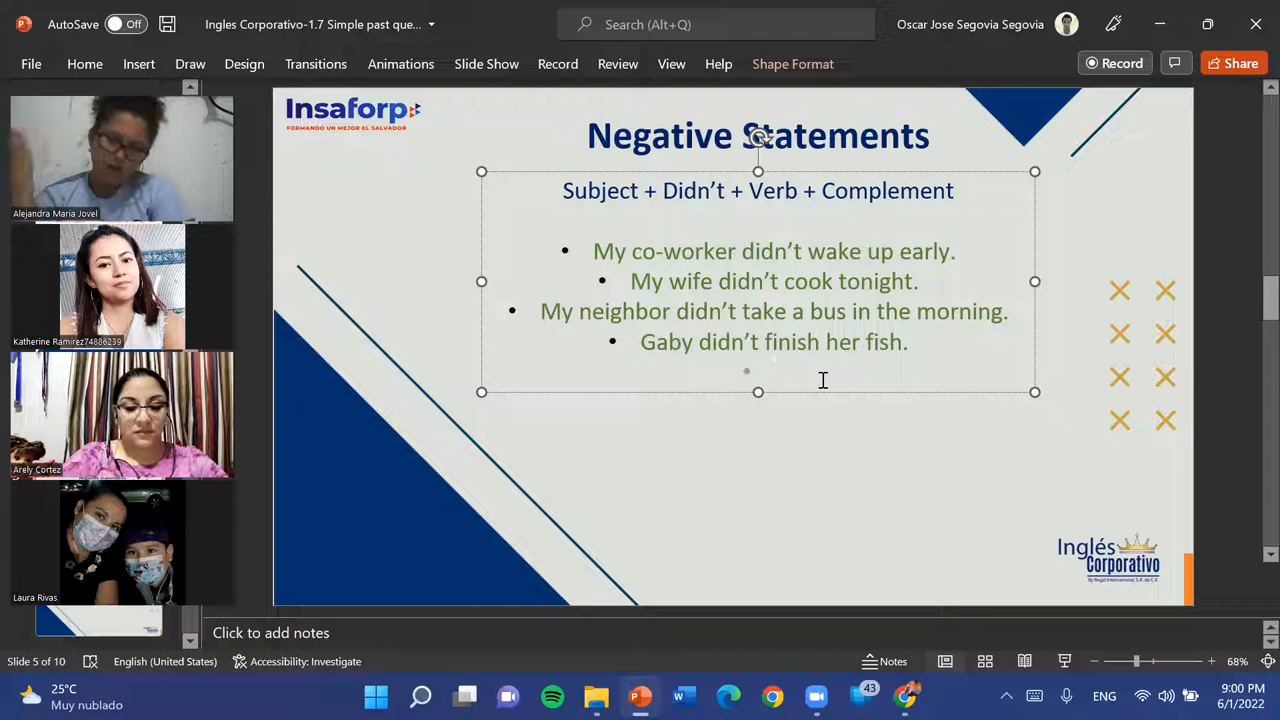 AutoSave Off Ingles Corporativo-1.7 Simple past que... Search (Alt+Q) Oscar Jose Segovia Segovia
File Home Insert Draw Design Transitions Animations Slide Show Record Review View Help Shape Format Record Share
Insaforp
FORMANDO UN MEJOR EL SALVADOR
Negative Statements
Subject + Didn't + Verb + Complement
• My co-worker didn't wake up early.
• My wife didn't cook tonight.
• My neighbor didn't take a bus in the morning.
• Gaby didn't finish her fish.
Alejandra Maria Jovel
Katherine Ramirez74886239
Arely Cortez
Laura Rivas
Inglés
Corporativo
By Regal International, S.A. de C.V.
Click to add notes
Slide 5 of 10 English (United States) Accessibility: Investigate Notes 68%
25°C
Muy nublado
43
ENG
9:00 PM
6/1/2022